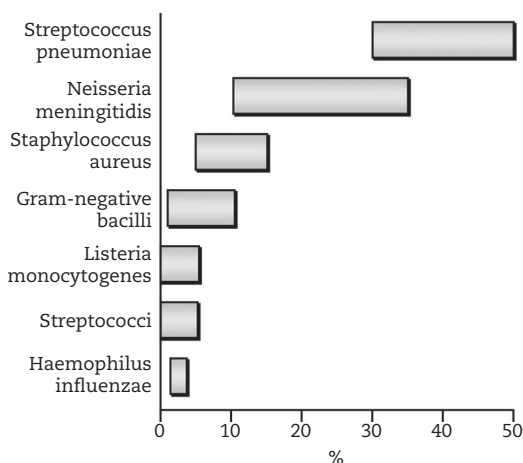 Streptococcus
pneumoniae
Neisseria
meningitidis
Staphylococcus
aureus
Gram-negative
bacilli
Listeria
monocytogenes
Streptococci
Haemophilus
influenzae
0 10 20 30 40 50
%